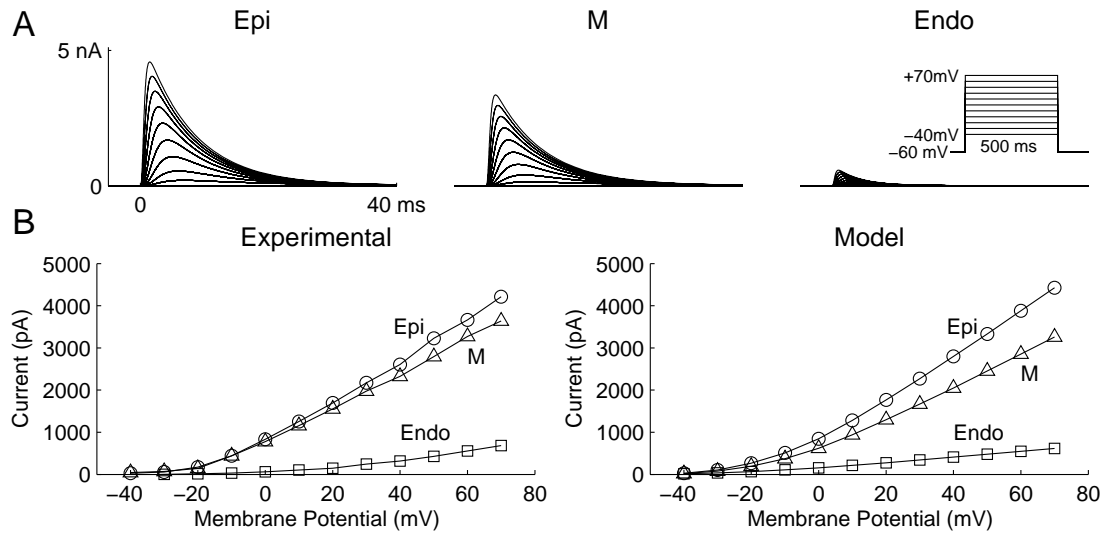 A
Epi
M
Endo
5 nA
0
0
40 ms
+70mV
−40mV
−60 mV
500 ms
B
Experimental
5000
4000
3000
2000
1000
0
Current (pA)
Epi
M
Endo
−40 −20 0 20 40 60 80
Membrane Potential (mV)
Model
5000
4000
3000
2000
1000
0
Current (pA)
Epi
M
Endo
−40 −20 0 20 40 60 80
Membrane Potential (mV)